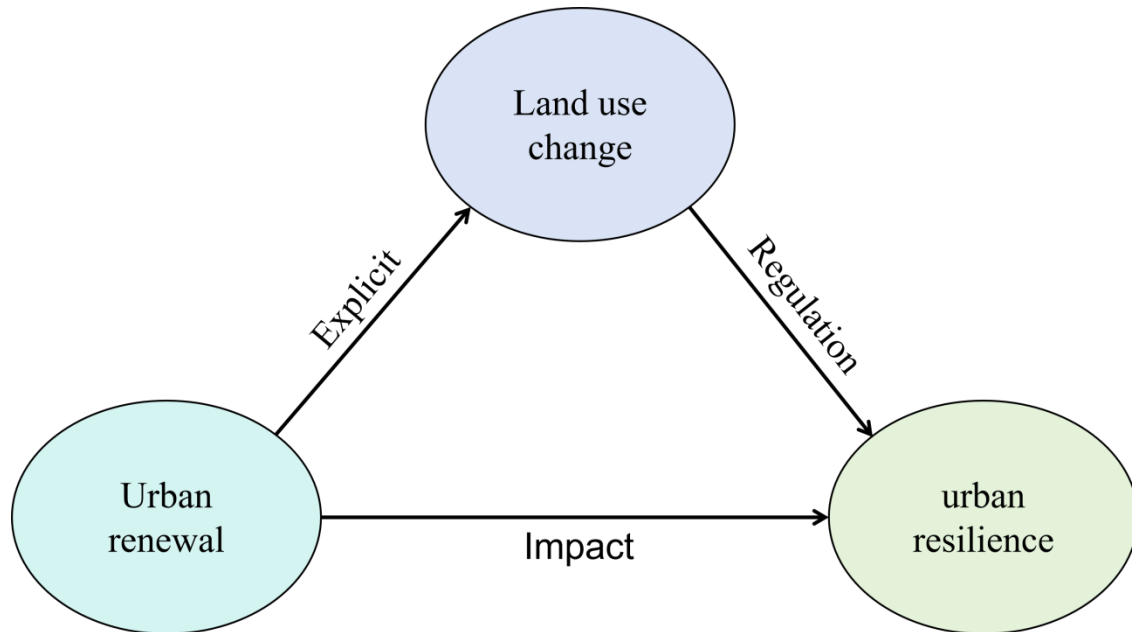 Land use
change
Explicit
Regulation
Urban
renewal
Impact
urban
resilience